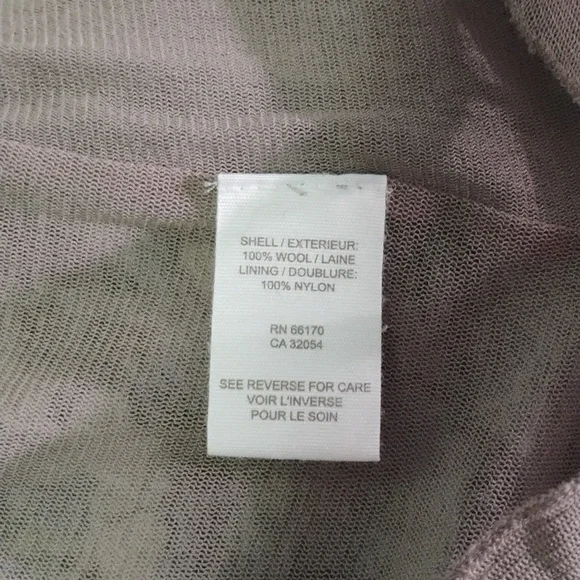 SHELL / EXTERIEUR:
100% WOOL / LAINE
LINING / DOUBLURE:
100% NYLON
RN 66170
CA 32054
SEE REVERSE FOR CARE
VOIR L'INVERSE
POUR LE SOIN